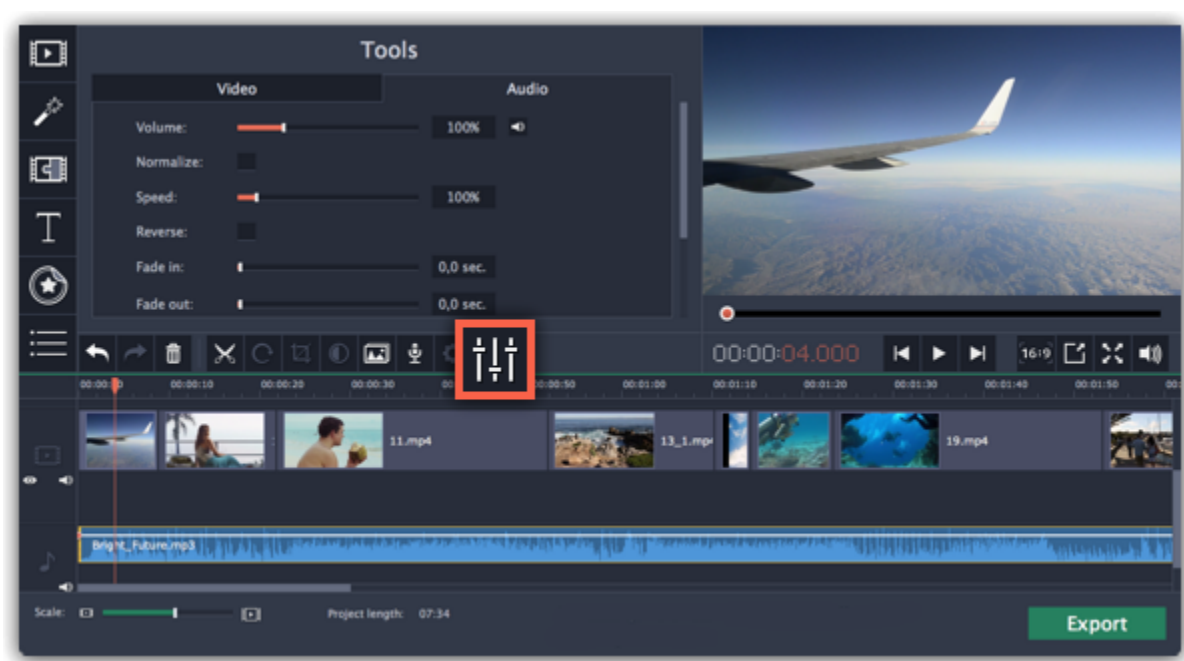 Tools
Video Audio
Volume: 100%
Normalize:
Speed: 100%
Reverse:
Fade in: 0,0 sec.
Fade out: 0,0 sec.
00:00:04.000 16:9
00:00:10 00:00:20 00:00:30 00:00:50 00:01:00 00:01:10 00:01:20 00:01:30 00:01:40 00:01:50 00:
11.mp4 13_1.mp 19.mp4
Bright_Future.mp3
Scale: Project length: 07:34
Export